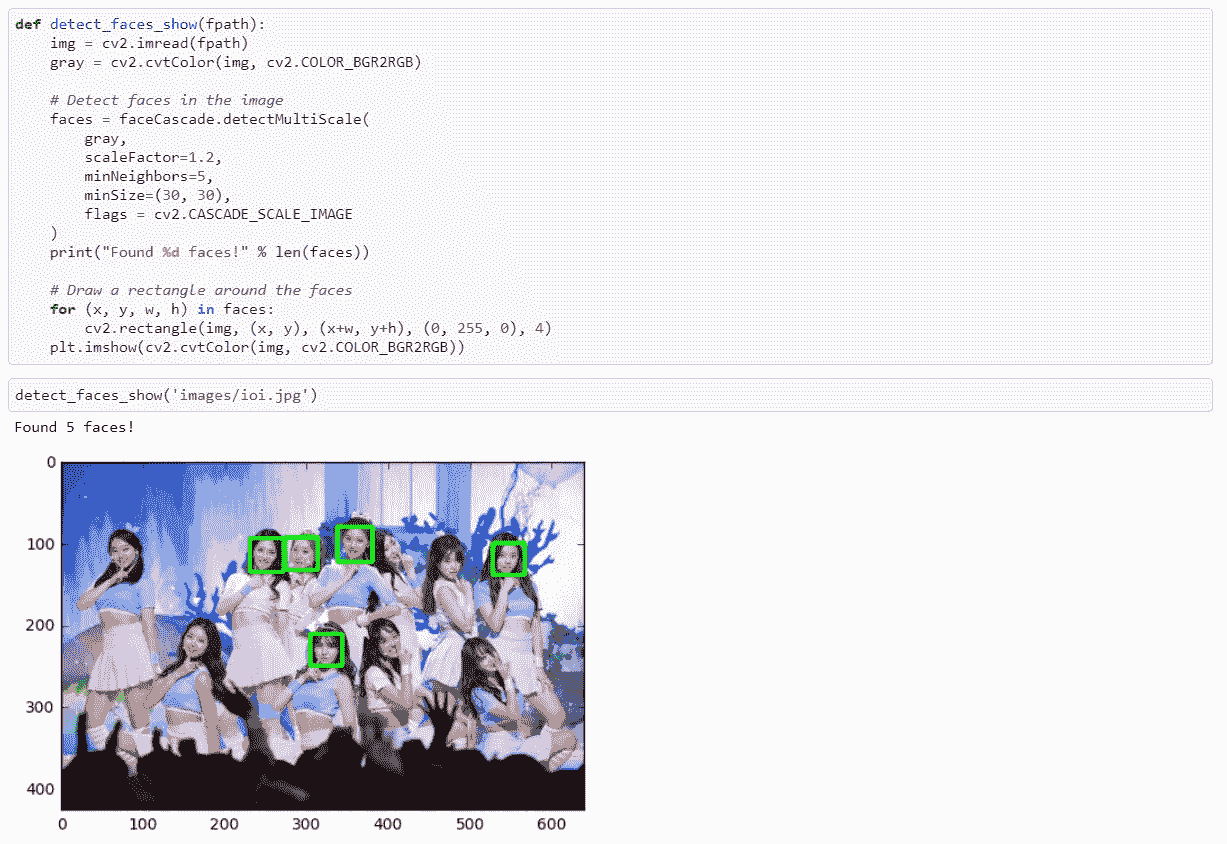 def detect_faces_show(fpath):
    img = cv2.imread(fpath)
    gray = cv2.cvtColor(img, cv2.COLOR_BGR2RGB)
    # Detect faces in the image
    faces = faceCascade.detectMultiScale(
        gray,
        scaleFactor=1.2,
        minNeighbors=5,
        minSize=(30, 30),
        flags = cv2.CASCADE_SCALE_IMAGE
    )
    print("Found %d faces!" % len(faces))
    # Draw a rectangle around the faces
    for (x, y, w, h) in faces:
        cv2.rectangle(img, (x, y), (x+w, y+h), (0, 255, 0), 4)
    plt.imshow(cv2.cvtColor(img, cv2.COLOR_BGR2RGB))
detect_faces_show('images/ioi.jpg')
Found 5 faces!
0
100
200
300
400
0 100 200 300 400 500 600